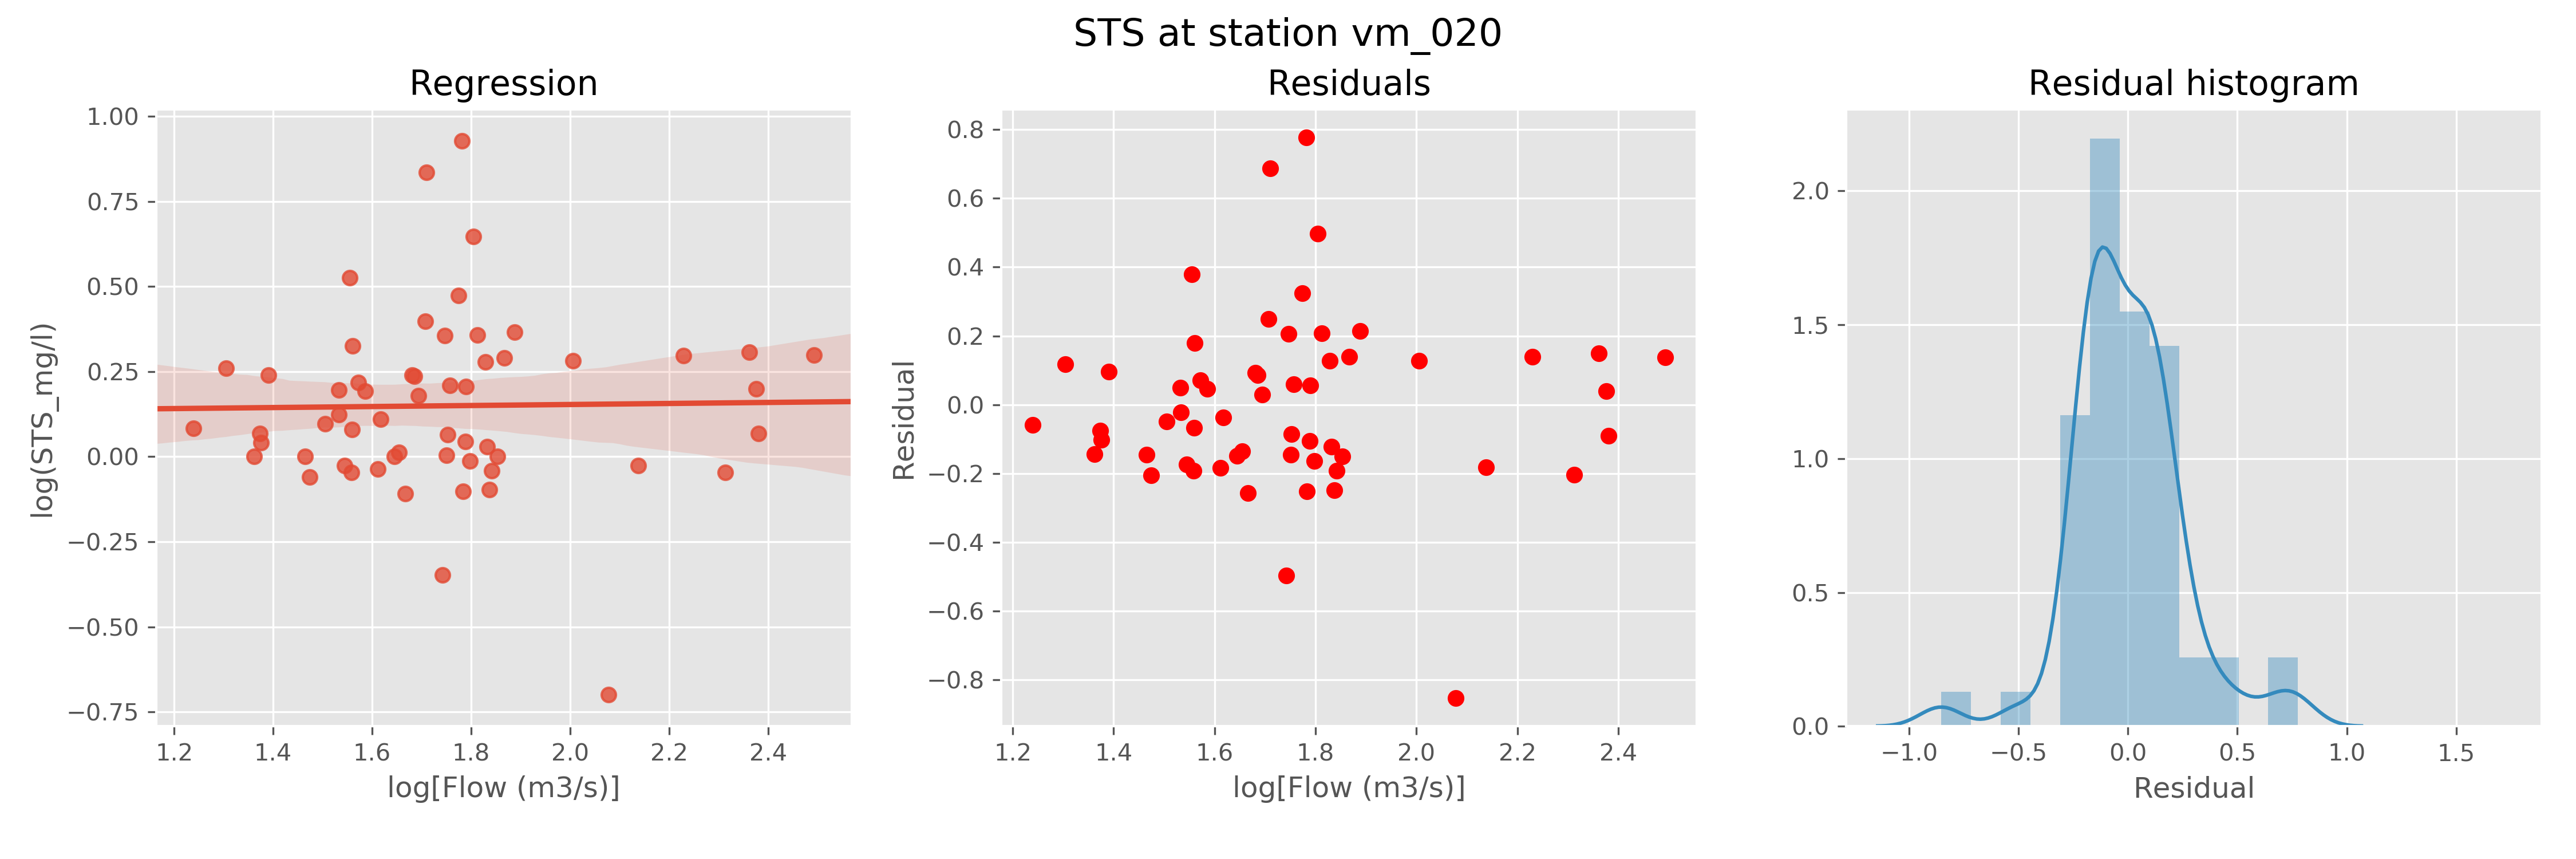 STS at station vm_020
Regression
1.00
0.75
0.50
0.25
0.00
−0.25
−0.50
−0.75
log(STS_mg/l)
1.2 1.4 1.6 1.8 2.0 2.2 2.4
log[Flow (m3/s)]
Residuals
0.8
0.6
0.4
0.2
0.0
−0.2
−0.4
−0.6
−0.8
Residual
1.2 1.4 1.6 1.8 2.0 2.2 2.4
log[Flow (m3/s)]
Residual histogram
2.0
1.5
1.0
0.5
0.0
−1.0 −0.5 0.0 0.5 1.0 1.5
Residual